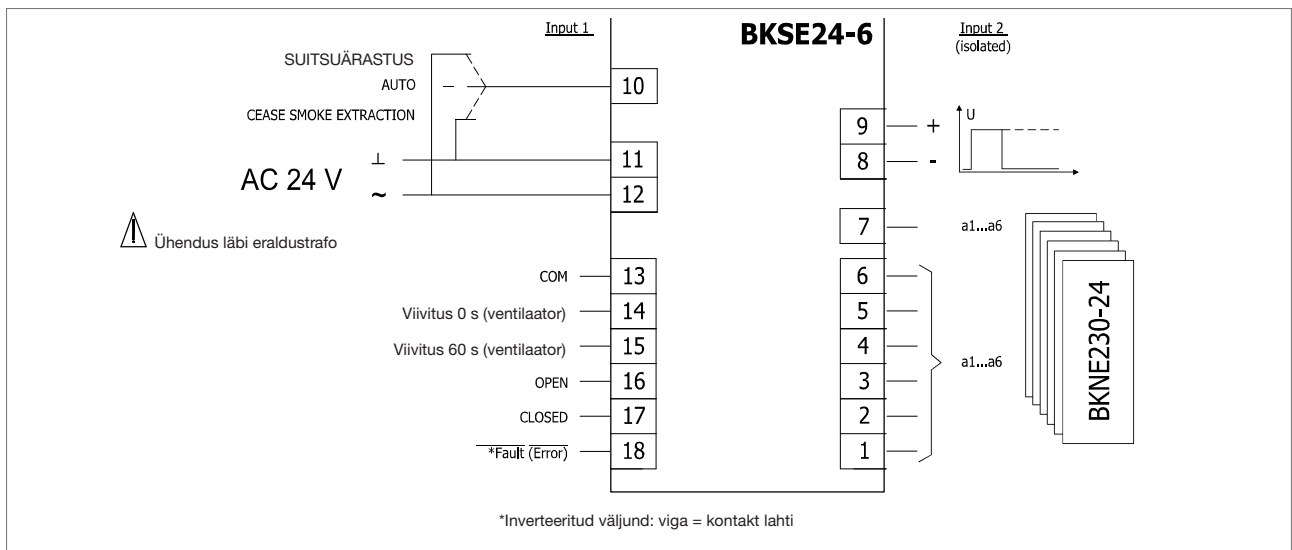 Input 1
BKSE24-6
Input 2
(isolated)
SUITSUÄRASTUS
AUTO
CEASE SMOKE EXTRACTION
10
9
+
U
8
-
⊥
11
AC 24 V
~
12
7
a1...a6
Ühendus läbi eraldustrafo
COM
13
6
Viivitus 0 s (ventilaator)
14
5
Viivitus 60 s (ventilaator)
15
4
a1...a6
OPEN
16
3
CLOSED
17
2
*Fault (Error)
18
1
BKNE230-24
*Inverteeritud väljund: viga = kontakt lahti